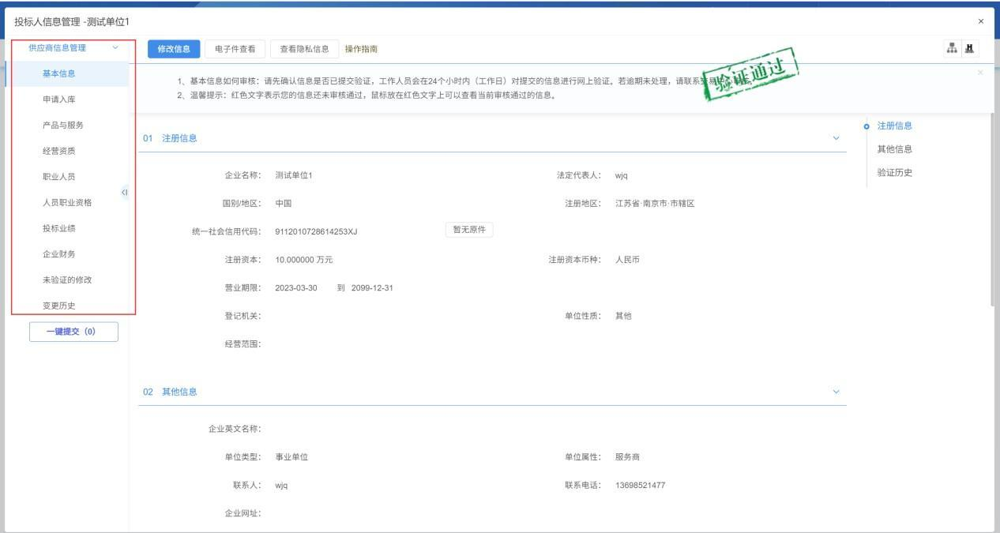 投标人信息管理 -测试单位1
供应商信息管理
基本信息
申请入库
产品与服务
经营资质
职业人员
人员职业资格
投标业绩
企业财务
未验证的修改
变更历史
一键提交（0）
修改信息 电子件查看 查看隐私信息 操作指南
1、基本信息如何审核：请先确认信息是否已提交验证，工作人员会在24个小时内（工作日）对提交的信息进行网上验证。若逾期未处理，请联系
2、温馨提示：红色文字表示您的信息还未审核通过，鼠标放在红色文字上可以查看当前审核通过的信息。
验证通过
01 注册信息
企业名称： 测试单位1 法定代表人： wjq
国别/地区： 中国 注册地区： 江苏省·南京市·市辖区
统一社会信用代码： 9112010728614253XJ 暂无原件
注册资本： 10.000000 万元 注册资本币种： 人民币
营业期限： 2023-03-30 到 2099-12-31
登记机关： 单位性质： 其他
经营范围：
02 其他信息
企业英文名称：
单位类型： 事业单位 单位属性： 服务商
联系人： wjq 联系电话： 13698521477
企业网址：
注册信息
其他信息
验证历史